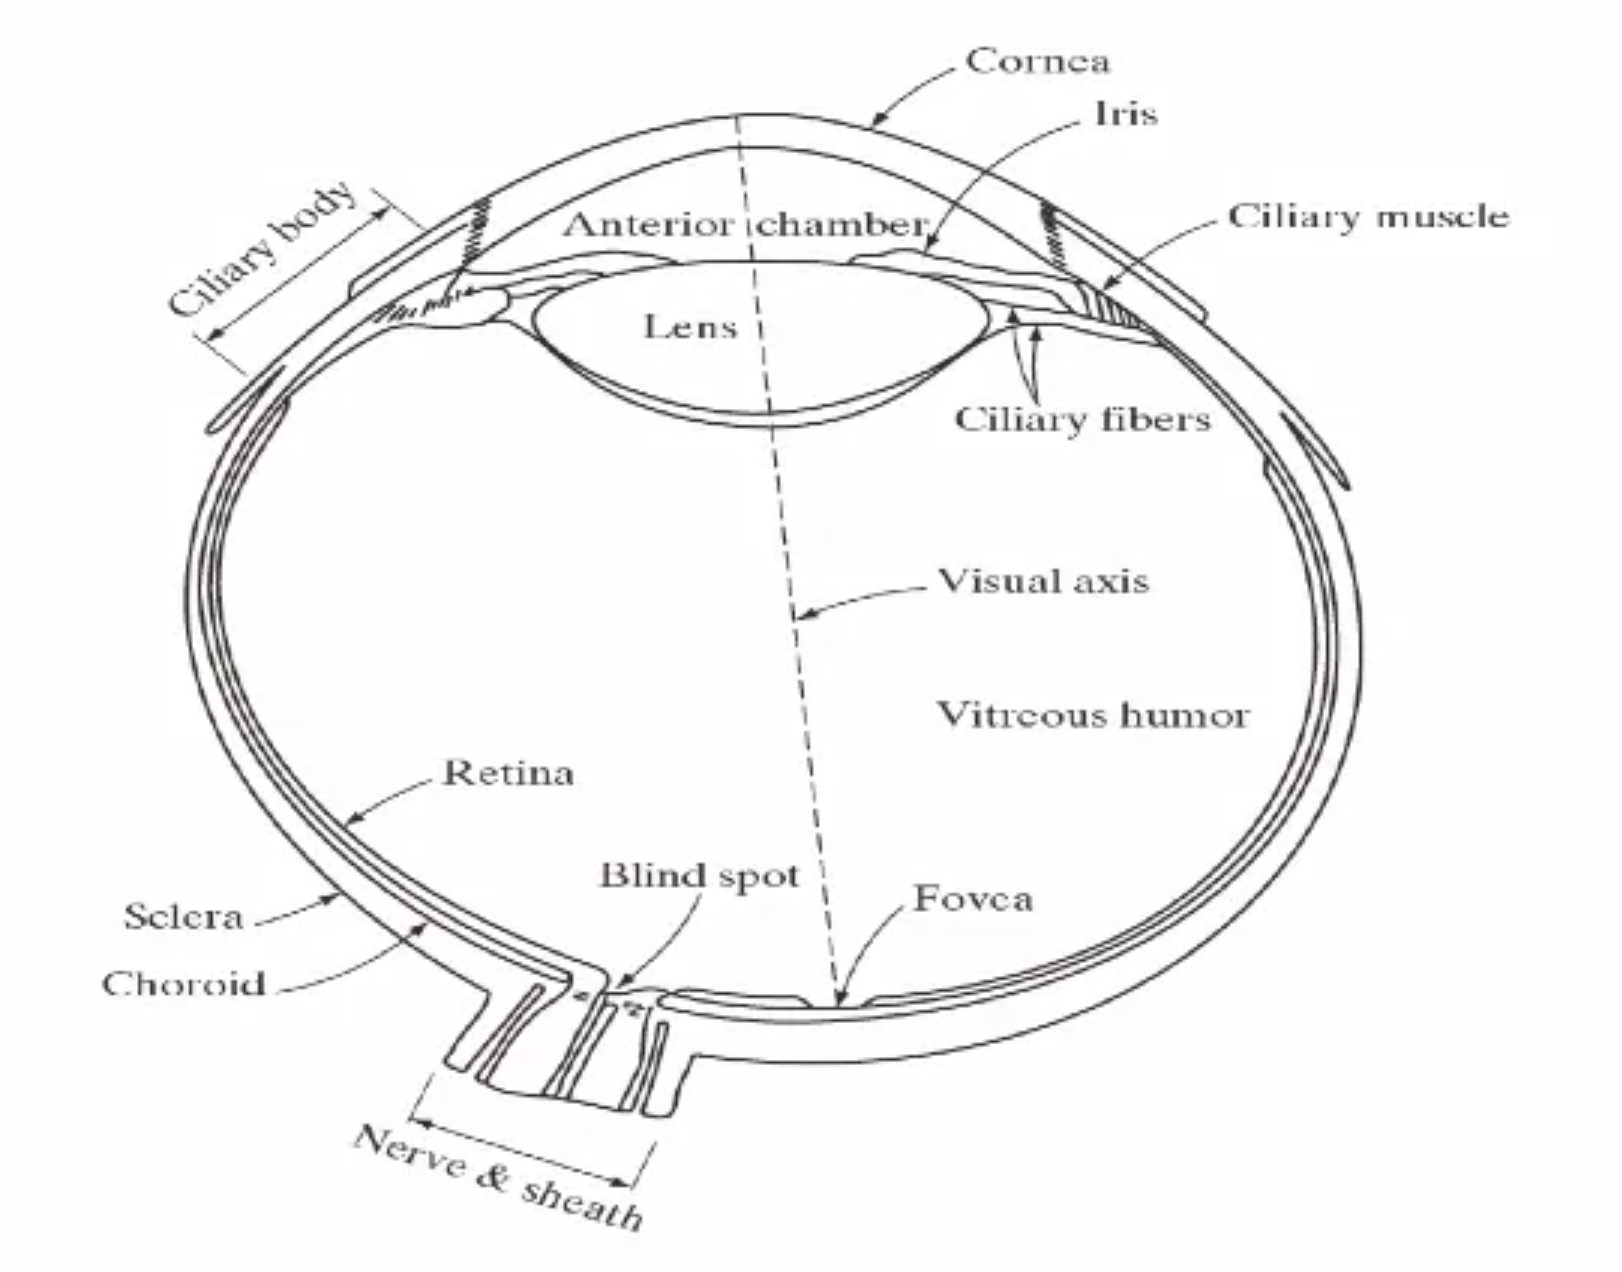 Cornea
Iris
Ciliary body
Anterior chamber
Ciliary muscle
Lens
Ciliary fibers
Visual axis
Vitreous humor
Retina
Blind spot
Fovea
Sclera
Choroid
Nerve & sheath